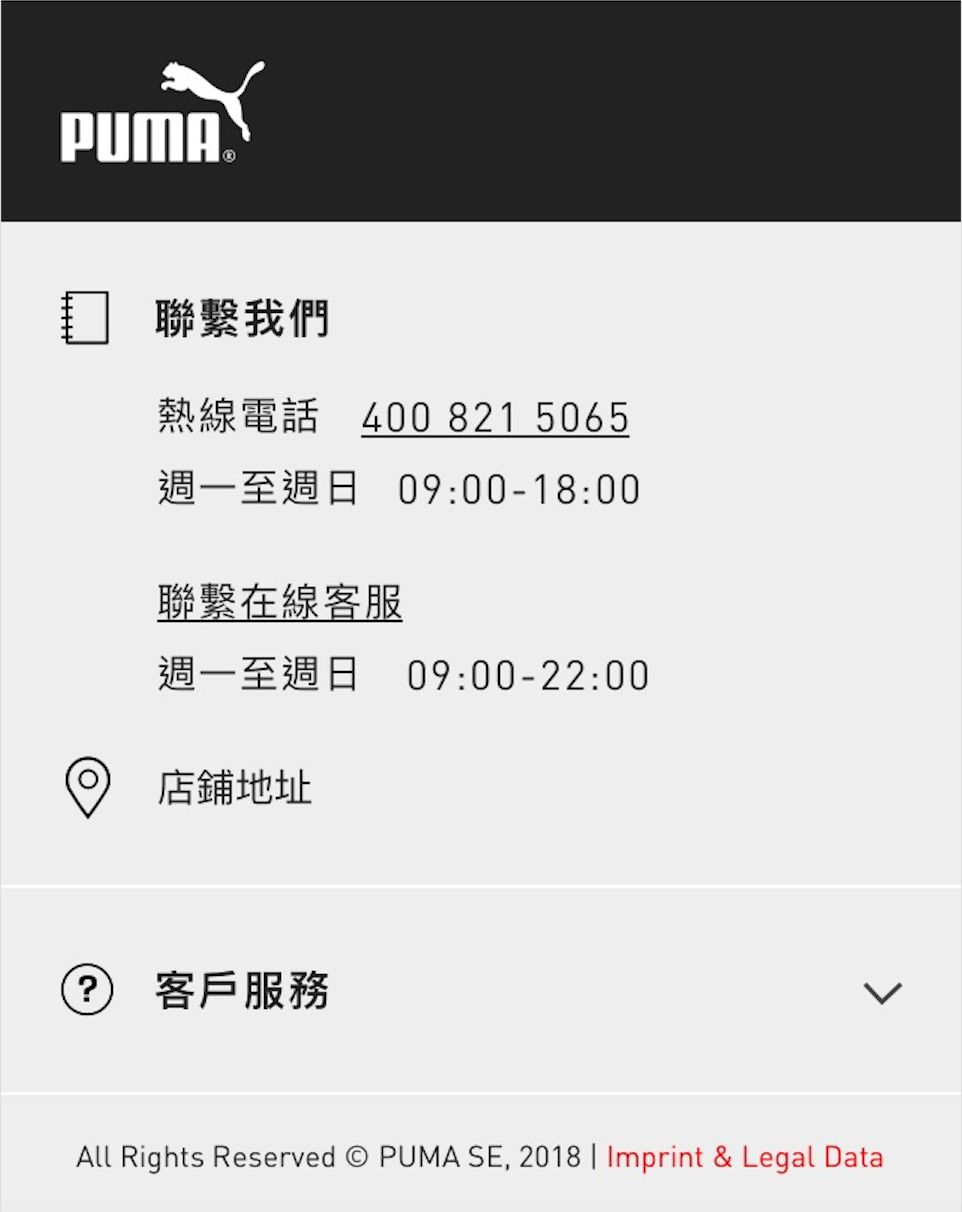 PUMA®
聯繫我們
熱線電話 400 821 5065
週一至週日 09:00-18:00
聯繫在線客服
週一至週日 09:00-22:00
店鋪地址
? 客戶服務
All Rights Reserved © PUMA SE, 2018 | Imprint & Legal Data